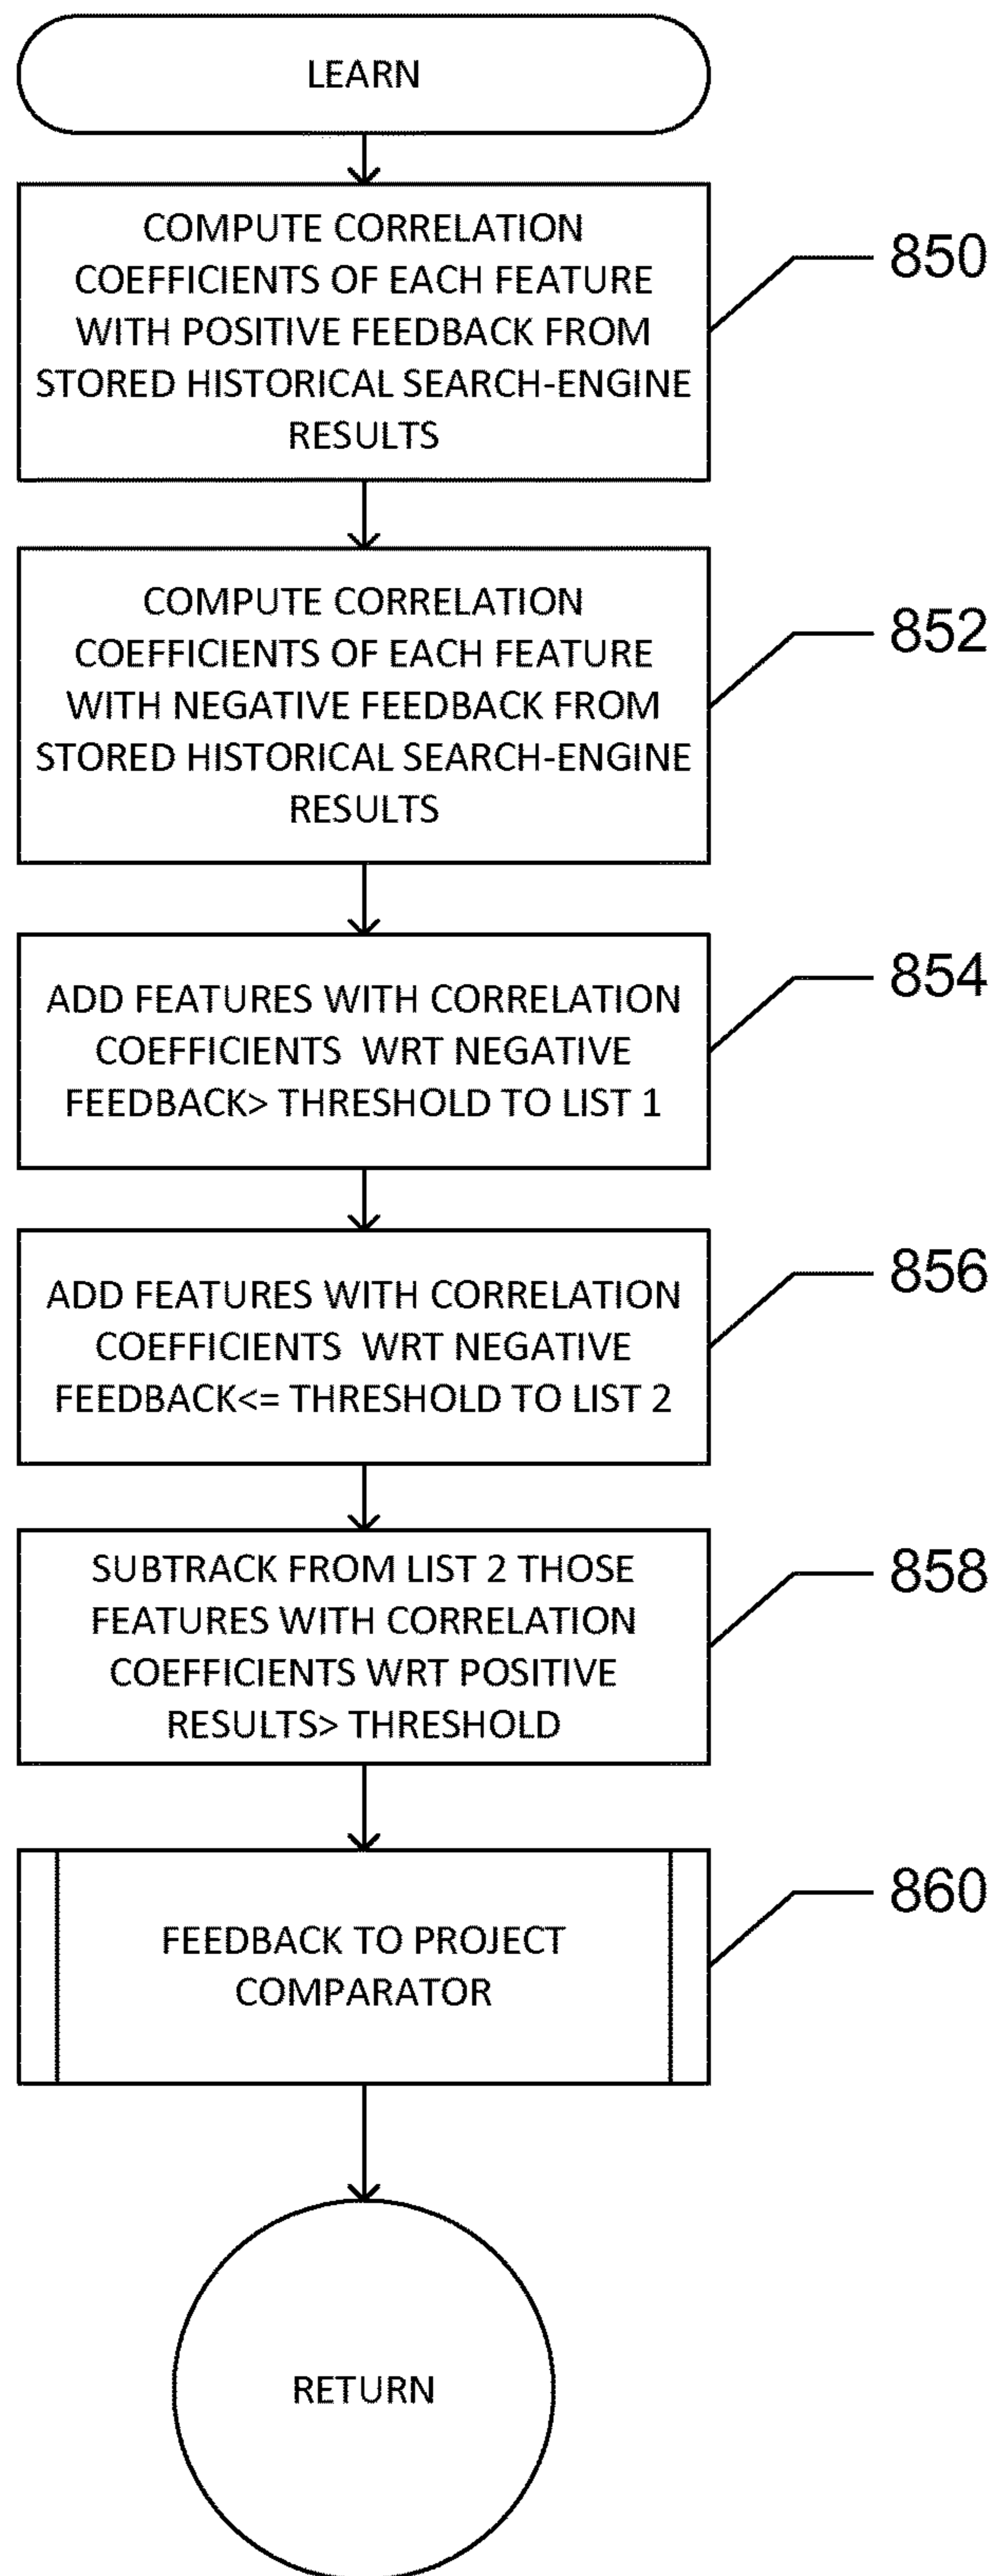 LEARN
COMPUTE CORRELATION
COEFFICIENTS OF EACH FEATURE
WITH POSITIVE FEEDBACK FROM
STORED HISTORICAL SEARCH-ENGINE
RESULTS
850
COMPUTE CORRELATION
COEFFICIENTS OF EACH FEATURE
WITH NEGATIVE FEEDBACK FROM
STORED HISTORICAL SEARCH-ENGINE
RESULTS
852
ADD FEATURES WITH CORRELATION
COEFFICIENTS WRT NEGATIVE
FEEDBACK> THRESHOLD TO LIST 1
854
ADD FEATURES WITH CORRELATION
COEFFICIENTS WRT NEGATIVE
FEEDBACK<= THRESHOLD TO LIST 2
856
SUBTRACK FROM LIST 2 THOSE
FEATURES WITH CORRELATION
COEFFICIENTS WRT POSITIVE
RESULTS> THRESHOLD
858
FEEDBACK TO PROJECT
COMPARATOR
860
RETURN